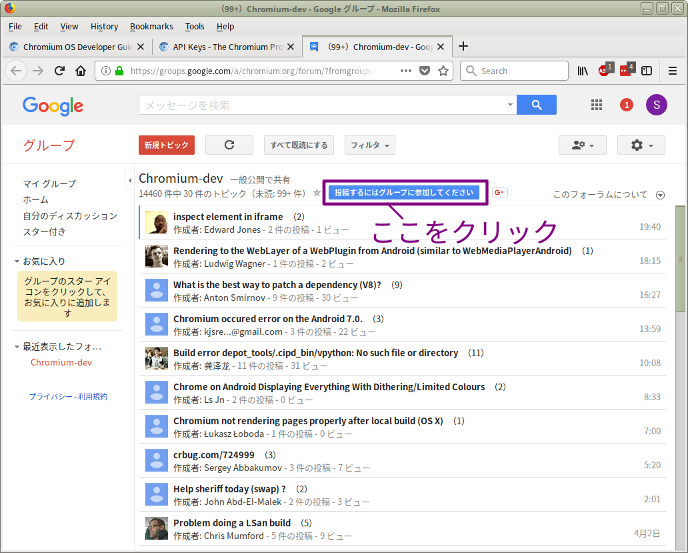 (99+) Chromium-dev - Google グループ - Mozilla Firefox
File Edit View History Bookmarks Tools Help
Chromium OS Developer Guid
API Keys - The Chromium Pro
(99+) Chromium-dev - Goo
https://groups.google.com/a/chromium.org/forum/?fromgroups
Search
1
4
Google
メッセージを検索
1
S
グループ
新規トピック
すべて既読にする
フィルタ
マイ グループ
ホーム
自分のディスカッション
スター付き
お気に入り
グループのスター アイコンをクリックして、お気に入りに追加します
最近表示したフォ...
Chromium-dev
プライバシー - 利用規約
Chromium-dev 一般公開で共有
14460 件中 30 件のトピック (未読: 99+ 件)
投稿するにはグループに参加してください
G+
このフォーラムについて
ここをクリック
inspect element in iframe (2)
作成者: Edward Jones - 2 件の投稿 - 1 ビュー
19:40
Rendering to the WebLayer of a WebPlugin from Android (similar to WebMediaPlayerAndroid) (1)
作成者: Ludwig Wagner - 1 件の投稿 - 2 ビュー
18:15
What is the best way to patch a dependency (V8)? (9)
作成者: Anton Smirnov - 9 件の投稿 - 30 ビュー
16:27
Chromium occured error on the Android 7.0. (3)
作成者: kjsre...@gmail.com - 3 件の投稿 - 22 ビュー
13:59
Build error depot_tools/.cipd_bin/vpython: No such file or directory (11)
作成者: 龚泽龙 - 11 件の投稿 - 31 ビュー
10:08
Chrome on Android Displaying Everything With Dithering/Limited Colours (2)
作成者: Ls Jn - 2 件の投稿 - 0 ビュー
8:33
Chromium not rendering pages properly after local build (OS X) (1)
作成者: Łukasz Łoboda - 1 件の投稿 - 0 ビュー
7:00
crbug.com/724999 (3)
作成者: Sergey Abbakumov - 3 件の投稿 - 7 ビュー
5:20
Help sheriff today (swap) ? (2)
作成者: John Abd-El-Malek - 2 件の投稿 - 2 ビュー
2:01
Problem doing a LSan build (5)
作成者: Chris Mumford - 5 件の投稿 - 9 ビュー
4月2日